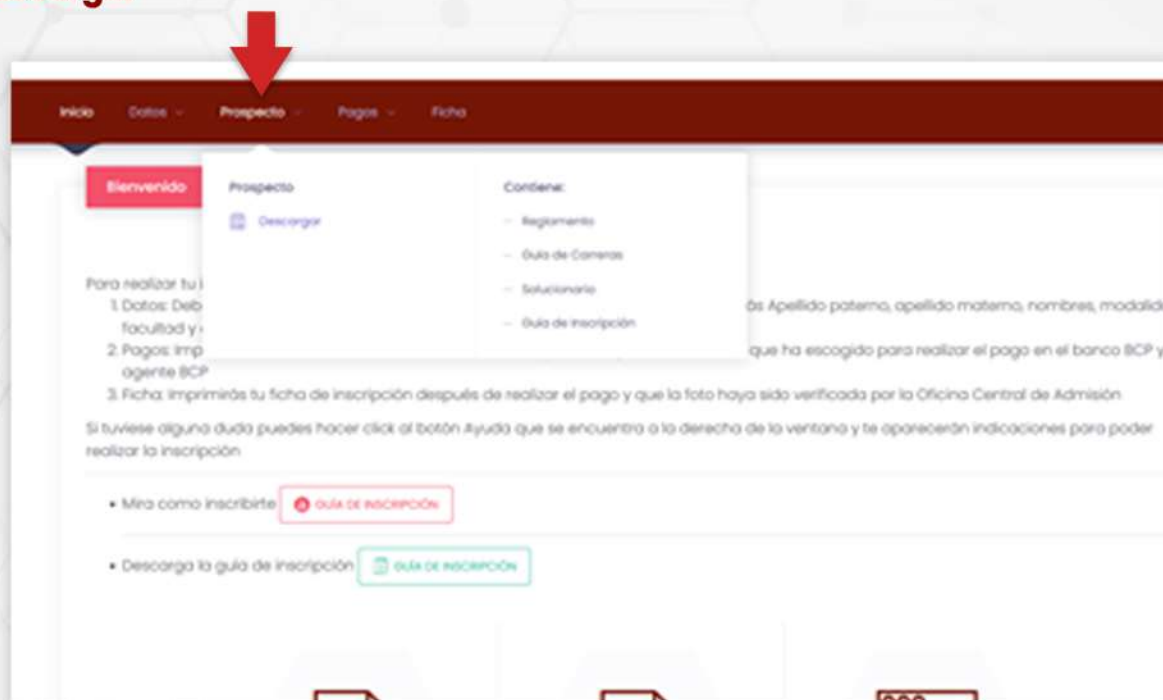 Inicio Datos Prospecto Pagos Ficha
Bienvenido
Prospecto
Descargar
Contiene:
- Reglamento
- Guía de Carreras
- Solucionario
- Guía de Inscripción
Para realizar tu
1. Datos: Deb
Apellido paterno, apellido materno, nombres,
facultad y
2. Pagos: Imp
que ha escogido para realizar el pago en el banco BCP y
agente BCP
3. Ficha: Imprimirás tu ficha de inscripción después de realizar el pago y que la foto haya sido verificada por la Oficina Central de Admisión
Si tuviese alguna duda puedes hacer click al botón Ayuda que se encuentra a la derecha de la ventana y te aparecerán indicaciones para poder
realizar la inscripción
• Mira como inscribirte GUÍA DE INSCRIPCIÓN
• Descarga la guía de inscripción GUÍA DE INSCRIPCIÓN